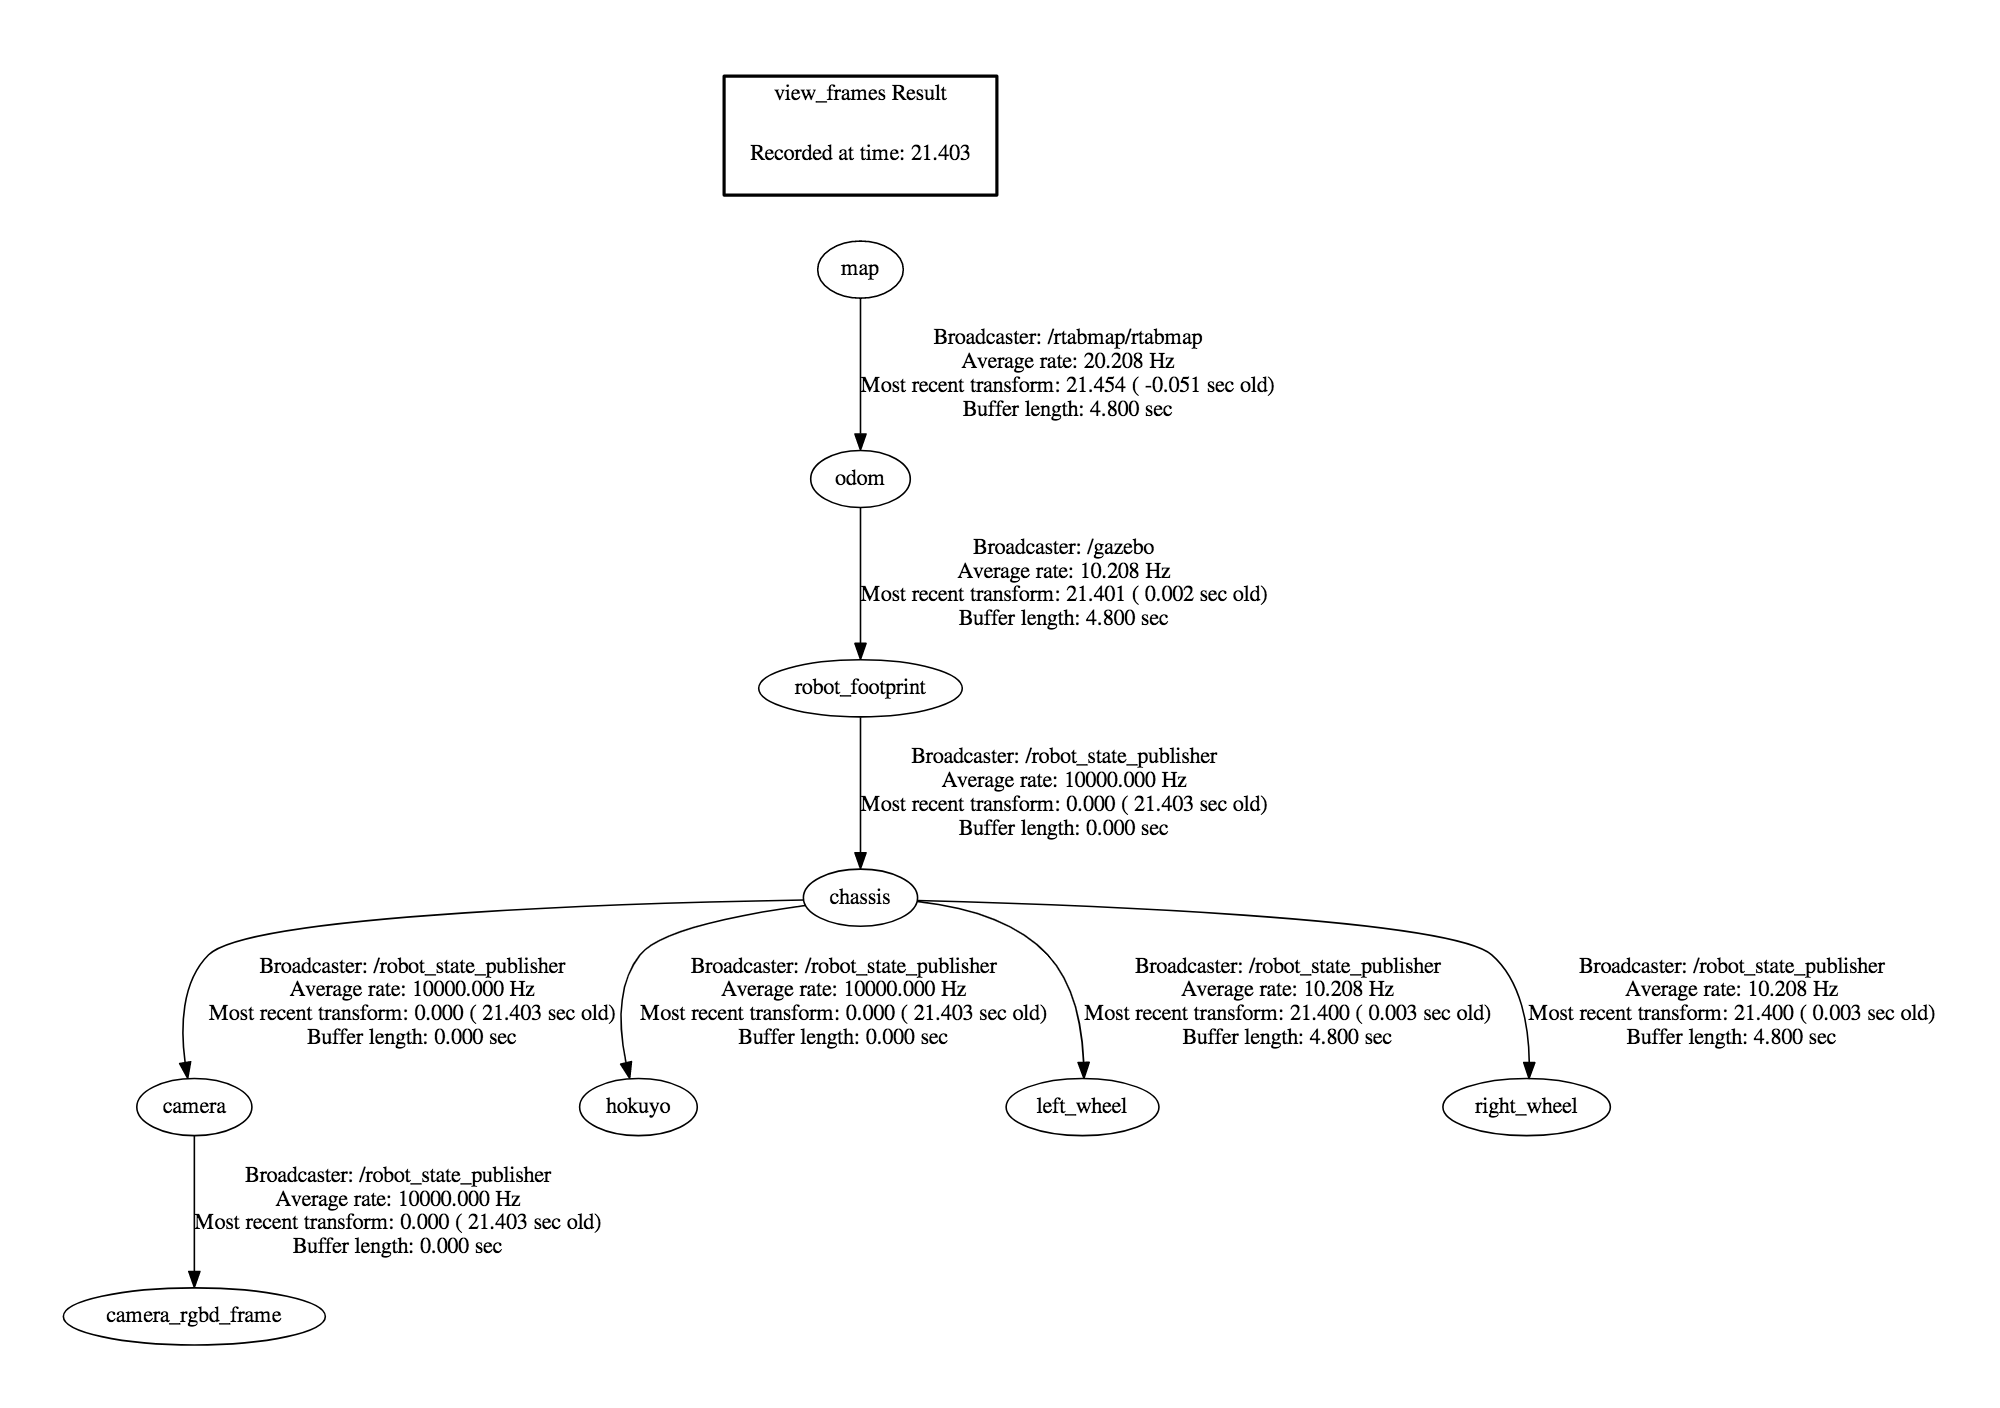 view_frames Result
Recorded at time: 21.403
map
Broadcaster: /rtabmap/rtabmap
Average rate: 20.208 Hz
Most recent transform: 21.454 ( -0.051 sec old)
Buffer length: 4.800 sec
odom
Broadcaster: /gazebo
Average rate: 10.208 Hz
Most recent transform: 21.401 ( 0.002 sec old)
Buffer length: 4.800 sec
robot_footprint
Broadcaster: /robot_state_publisher
Average rate: 10000.000 Hz
Most recent transform: 0.000 ( 21.403 sec old)
Buffer length: 0.000 sec
chassis
Broadcaster: /robot_state_publisher
Average rate: 10000.000 Hz
Most recent transform: 0.000 ( 21.403 sec old)
Buffer length: 0.000 sec
Broadcaster: /robot_state_publisher
Average rate: 10000.000 Hz
Most recent transform: 0.000 ( 21.403 sec old)
Buffer length: 0.000 sec
Broadcaster: /robot_state_publisher
Average rate: 10.208 Hz
Most recent transform: 21.400 ( 0.003 sec old)
Buffer length: 4.800 sec
Broadcaster: /robot_state_publisher
Average rate: 10.208 Hz
Most recent transform: 21.400 ( 0.003 sec old)
Buffer length: 4.800 sec
camera
hokuyo
left_wheel
right_wheel
Broadcaster: /robot_state_publisher
Average rate: 10000.000 Hz
Most recent transform: 0.000 ( 21.403 sec old)
Buffer length: 0.000 sec
camera_rgbd_frame